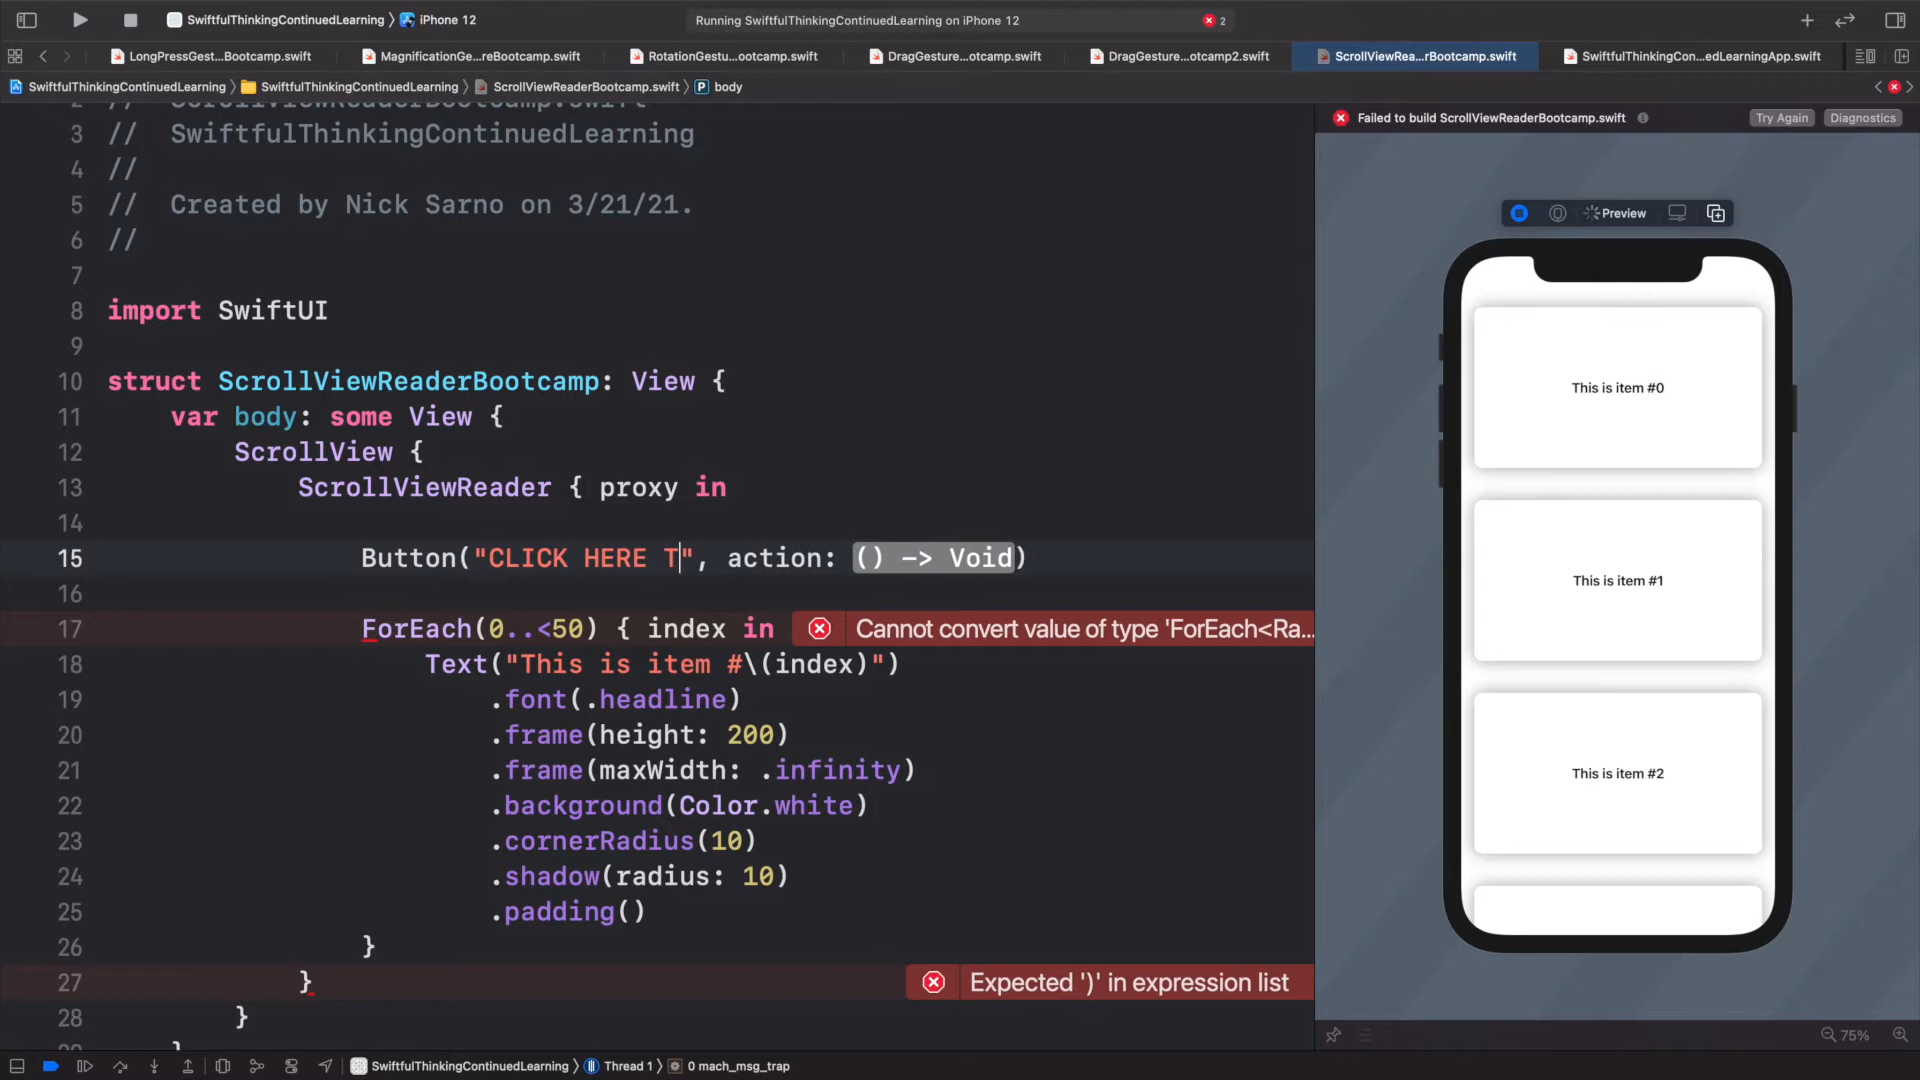 SwiftfulThinkingContinuedLearning iPhone 12
Running SwiftfulThinkingContinuedLearning on iPhone 12
2
LongPressGest...Bootcamp.swift
MagnificationGe...reBootcamp.swift
RotationGestu...ootcamp.swift
DragGesture...otcamp.swift
DragGesture...otcamp2.swift
ScrollViewRea...rBootcamp.swift
SwiftfulThinkingCon...edLearningApp.swift
SwiftfulThinkingContinuedLearning SwiftfulThinkingContinuedLearning ScrollViewReaderBootcamp.swift P body
2 // ScrollViewReaderBootcamp.swift
3 // SwiftfulThinkingContinuedLearning
4 //
5 // Created by Nick Sarno on 3/21/21.
6 //
7
8 import SwiftUI
9
10 struct ScrollViewReaderBootcamp: View {
11 var body: some View {
12 ScrollView {
13 ScrollViewReader { proxy in
14
15 Button("CLICK HERE T", action: () -> Void)
16
17 ForEach(0..<50) { index in
Cannot convert value of type 'ForEach<Ra...
18 Text("This is item #\(index)")
19 .font(.headline)
20 .frame(height: 200)
21 .frame(maxWidth: .infinity)
22 .background(Color.white)
23 .cornerRadius(10)
24 .shadow(radius: 10)
25 .padding()
26 }
27 }
Expected ')' in expression list
28 }
29 }
Failed to build ScrollViewReaderBootcamp.swift
Try Again
Diagnostics
Preview
This is item #0
This is item #1
This is item #2
75%
SwiftfulThinkingContinuedLearning Thread 1 0 mach_msg_trap